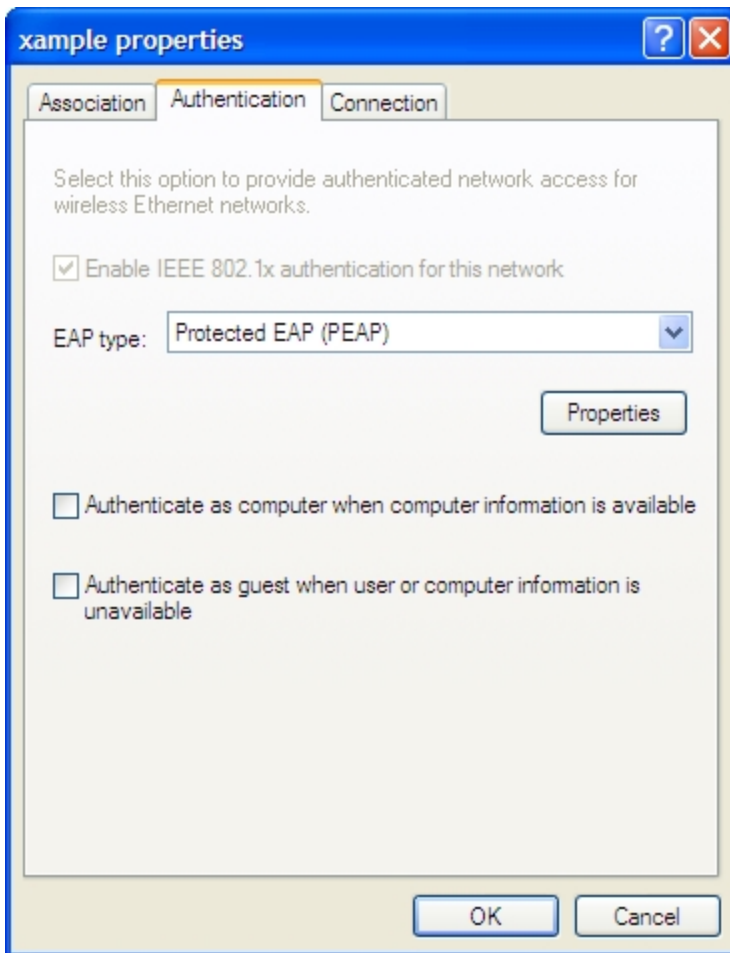 xample properties
Association Authentication Connection
Select this option to provide authenticated network access for
wireless Ethernet networks.
Enable IEEE 802.1x authentication for this network
EAP type: Protected EAP (PEAP)
Properties
Authenticate as computer when computer information is available
Authenticate as guest when user or computer information is
unavailable
OK Cancel